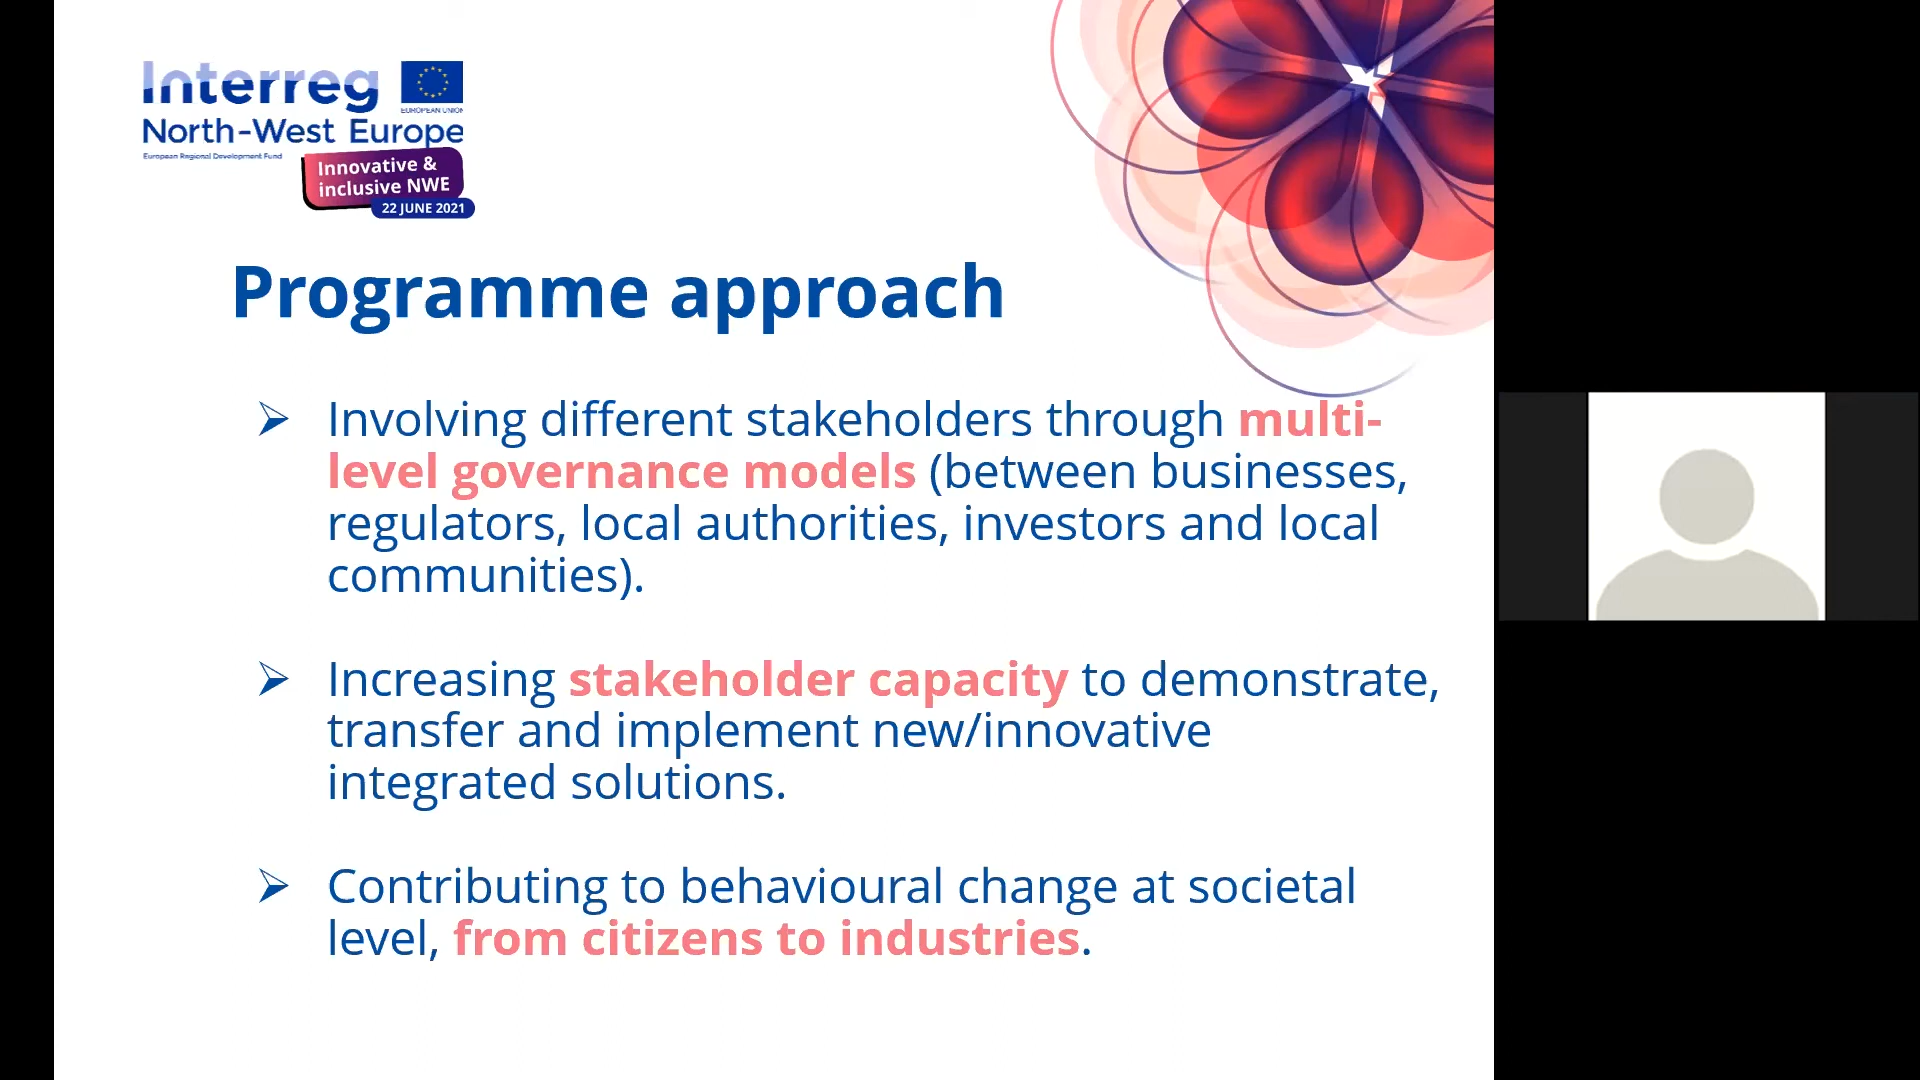 Interreg
EUROPEAN UNION
North-West Europe
European Regional Development Fund
Innovative &
inclusive NWE
22 JUNE 2021
Programme approach
➢ Involving different stakeholders through multi-
level governance models (between businesses,
regulators, local authorities, investors and local
communities).
➢ Increasing stakeholder capacity to demonstrate,
transfer and implement new/innovative
integrated solutions.
➢ Contributing to behavioural change at societal
level, from citizens to industries.